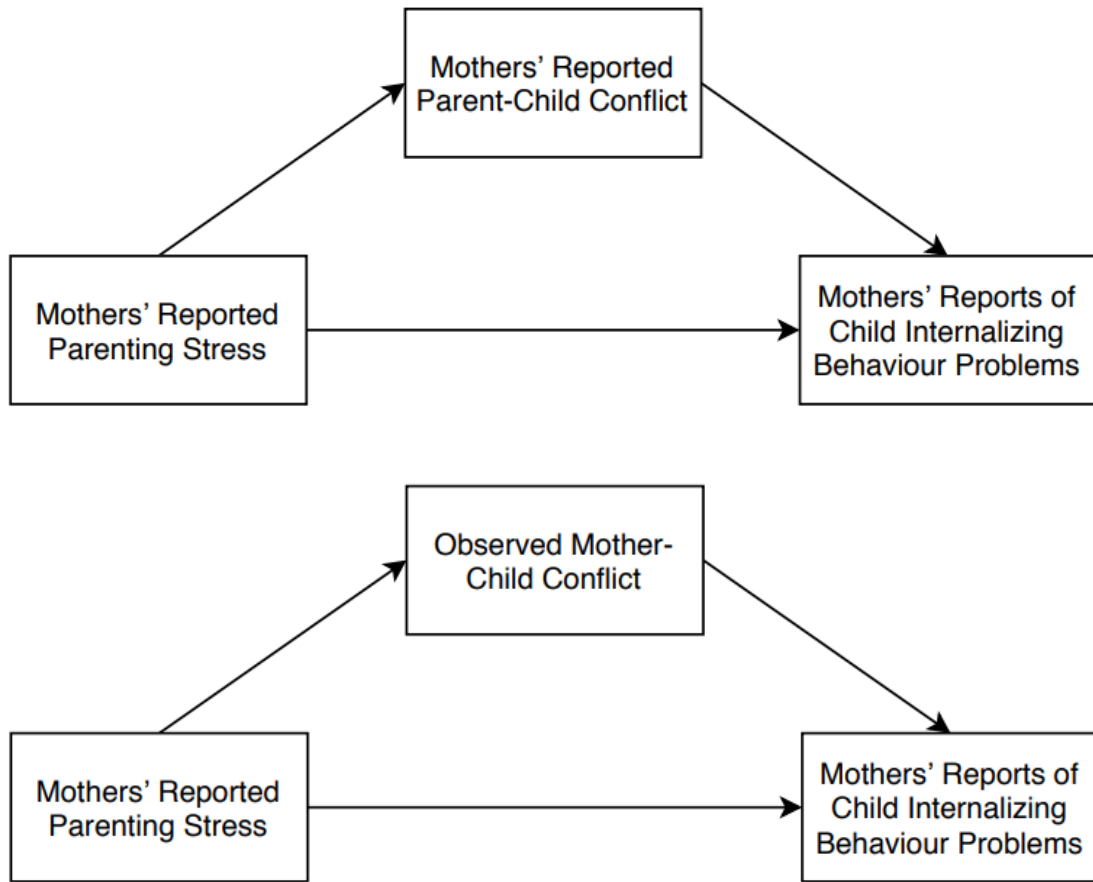 Mothers’ Reported
Parent-Child Conflict
Mothers’ Reported
Parenting Stress
Mothers’ Reports of
Child Internalizing
Behaviour Problems
Observed Mother-
Child Conflict
Mothers’ Reported
Parenting Stress
Mothers’ Reports of
Child Internalizing
Behaviour Problems